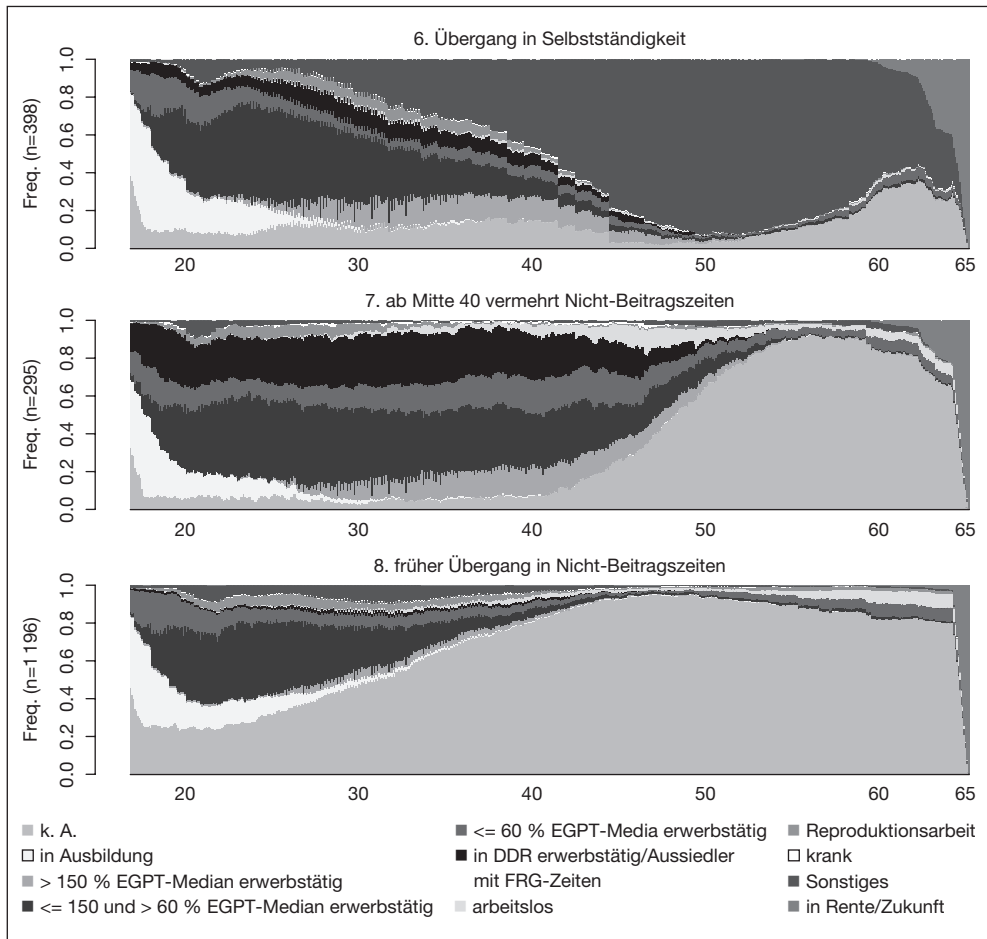 6. Übergang in Selbstständigkeit
Freq. (n=398)
0.0 0.2 0.4 0.6 0.8 1.0
20 30 40 50 60 65
7. ab Mitte 40 vermehrt Nicht-Beitragszeiten
Freq. (n=295)
0.0 0.2 0.4 0.6 0.8 1.0
20 30 40 50 60 65
8. früher Übergang in Nicht-Beitragszeiten
Freq. (n=1 196)
0.0 0.2 0.4 0.6 0.8 1.0
20 30 40 50 60 65
k. A.
in Ausbildung
> 150 % EGPT-Median erwerbstätig
<= 150 und > 60 % EGPT-Median erwerbstätig
<= 60 % EGPT-Media erwerbstätig
in DDR erwerbstätig/Aussiedler
mit FRG-Zeiten
arbeitslos
Reproduktionsarbeit
krank
Sonstiges
in Rente/Zukunft